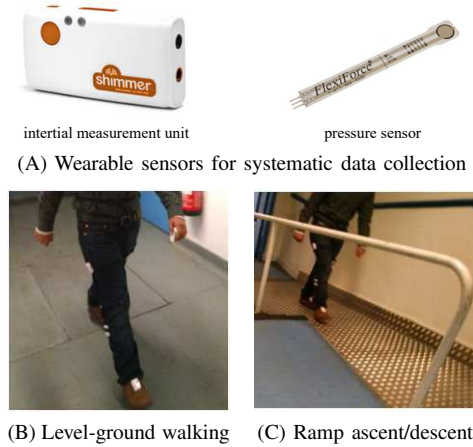 shimmer
FlexiForce®
intertial measurement unit
pressure sensor
(A) Wearable sensors for systematic data collection
(B) Level-ground walking
(C) Ramp ascent/descent